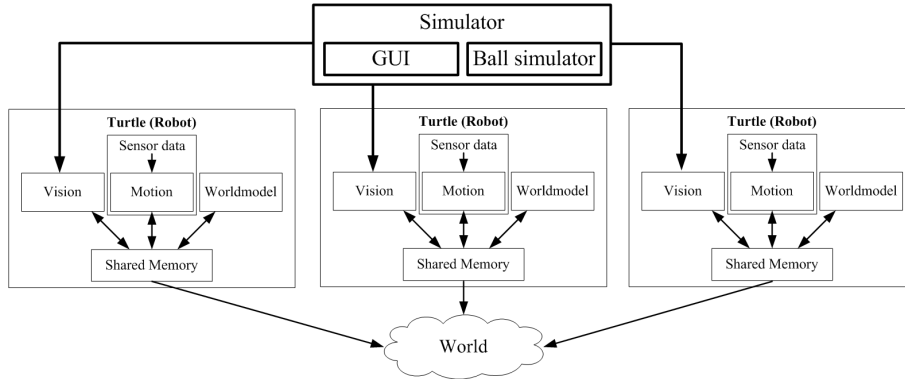 Simulator
GUI Ball simulator
Turtle (Robot) Turtle (Robot) Turtle (Robot)
Sensor data Sensor data Sensor data
Vision Motion Worldmodel Vision Motion Worldmodel Vision Motion Worldmodel
Shared Memory Shared Memory Shared Memory
World